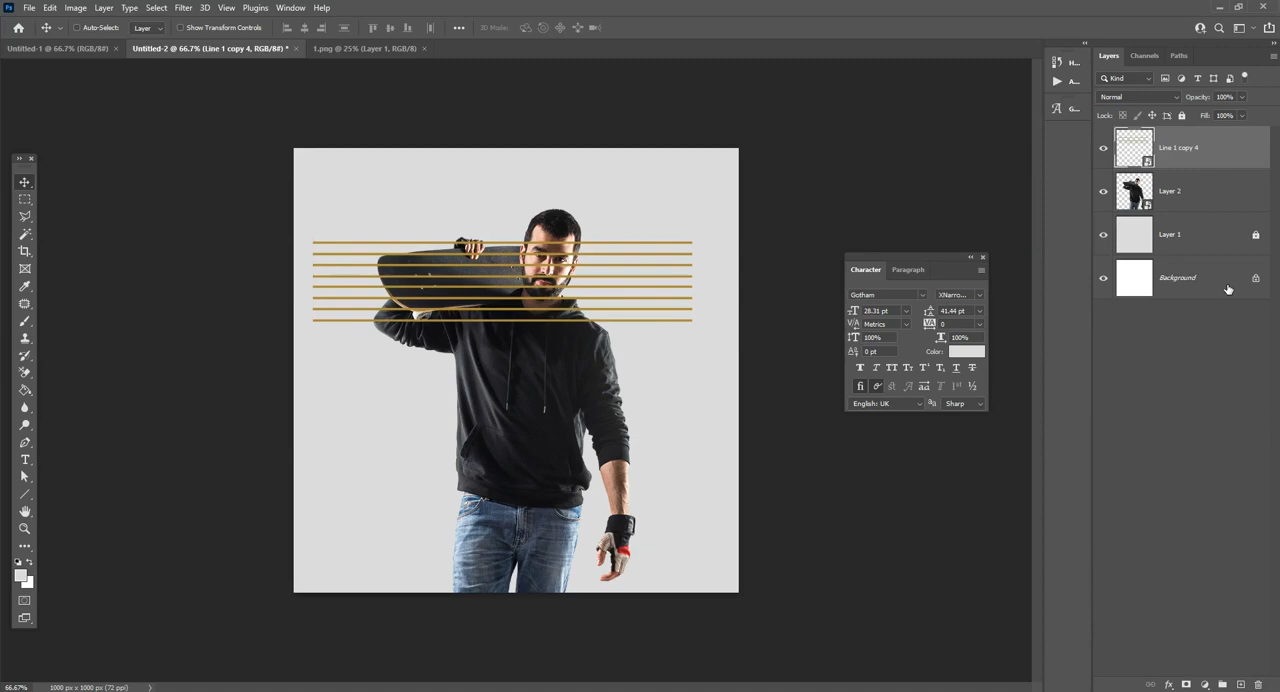 Ps File Edit Image Layer Type Select Filter 3D View Plugins Window Help
Auto-Select: Layer Show Transform Controls 3D Mode:
Untitled-1 @ 66.7% (RGB/8#) Untitled-2 @ 66.7% (Line 1 copy 4, RGB/8#) * 1.png @ 25% (Layer 1, RGB/8)
H...
A...
G...
Layers Channels Paths
Kind
Normal Opacity: 100%
Lock: Fill: 100%
Line 1 copy 4
Layer 2
Layer 1
Background
Character Paragraph
Gotham XNarro...
28.31 pt 41.44 pt
Metrics 0
100% 100%
0 pt Color:
English: UK Sharp
66.67% 1000 px x 1000 px (72 ppi)